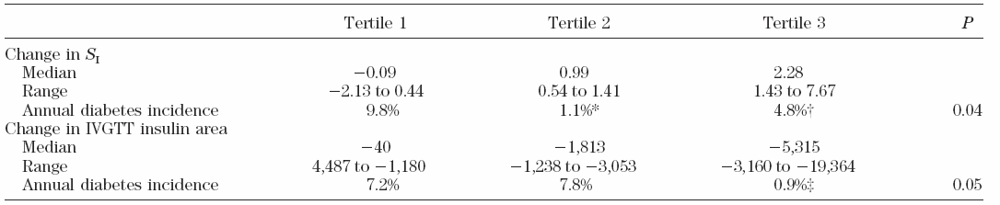 Tertile 1 Tertile 2 Tertile 3 P
Change in SI
Median −0.09 0.99 2.28
Range −2.13 to 0.44 0.54 to 1.41 1.43 to 7.67
Annual diabetes incidence 9.8% 1.1%* 4.8%† 0.04
Change in IVGTT insulin area
Median −40 −1,813 −5,315
Range 4,487 to −1,180 −1,238 to −3,053 −3,160 to −19,364
Annual diabetes incidence 7.2% 7.8% 0.9%‡ 0.05